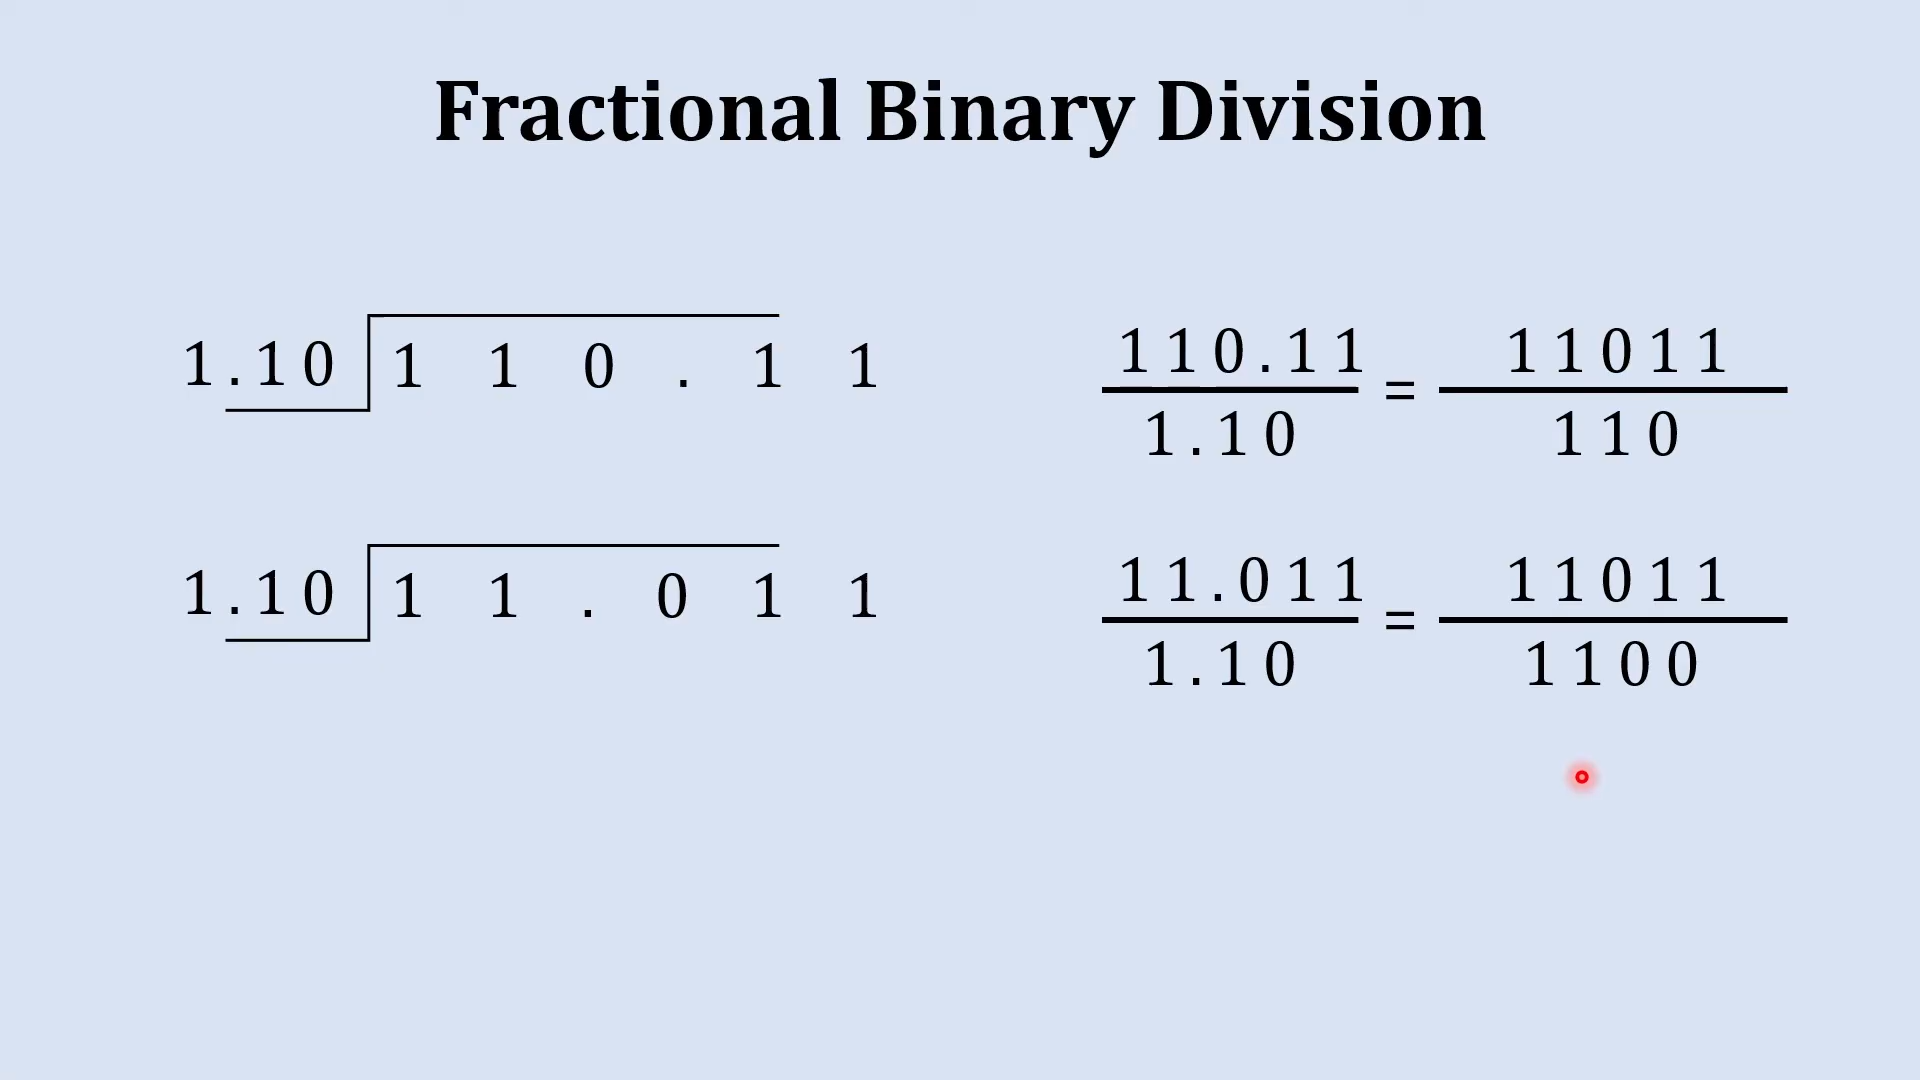 Fractional Binary Division
1.10 1 1 0 . 1 1
110.11 = 11011
1.10 110
1.10 1 1 . 0 1 1
11.011 = 11011
1.10 1100